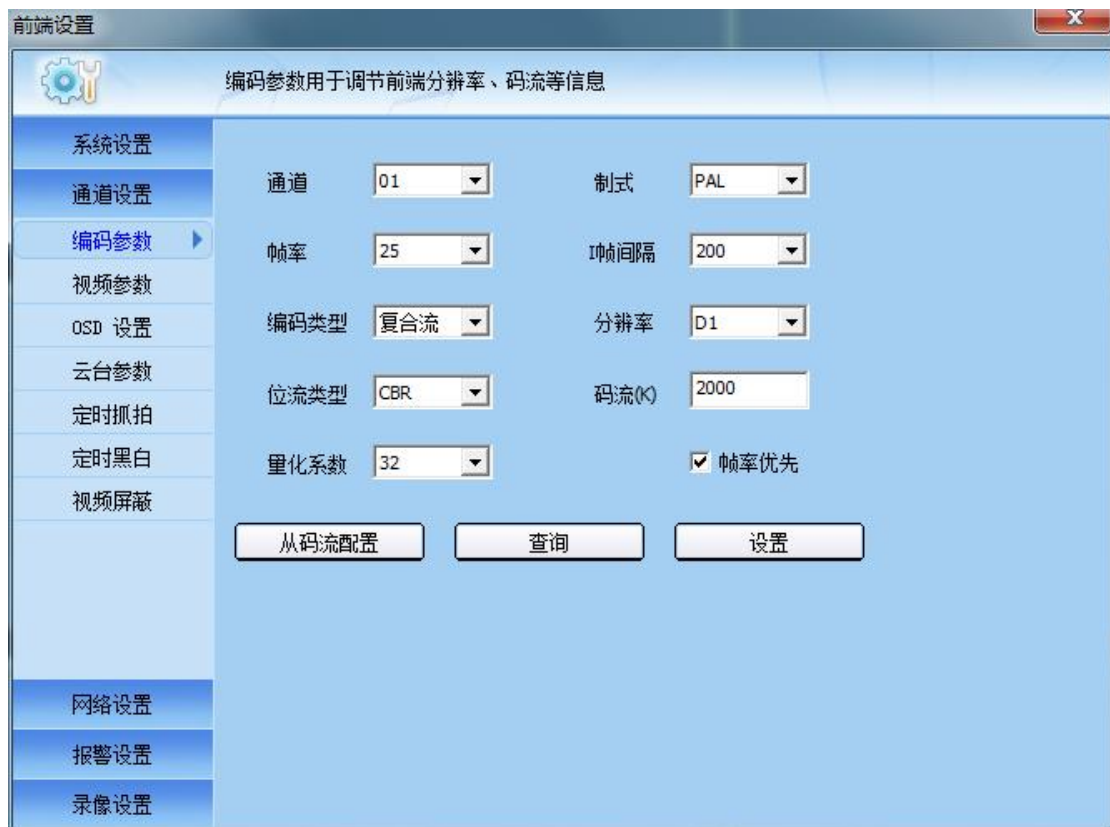 前端设置
编码参数用于调节前端分辨率、码流等信息
系统设置
通道设置
编码参数
视频参数
OSD 设置
云台参数
定时抓拍
定时黑白
视频屏蔽
网络设置
报警设置
录像设置
通道 01 制式 PAL
帧率 25 I帧间隔 200
编码类型 复合流 分辨率 D1
位流类型 CBR 码流(K) 2000
量化系数 32 帧率优先
从码流配置 查询 设置